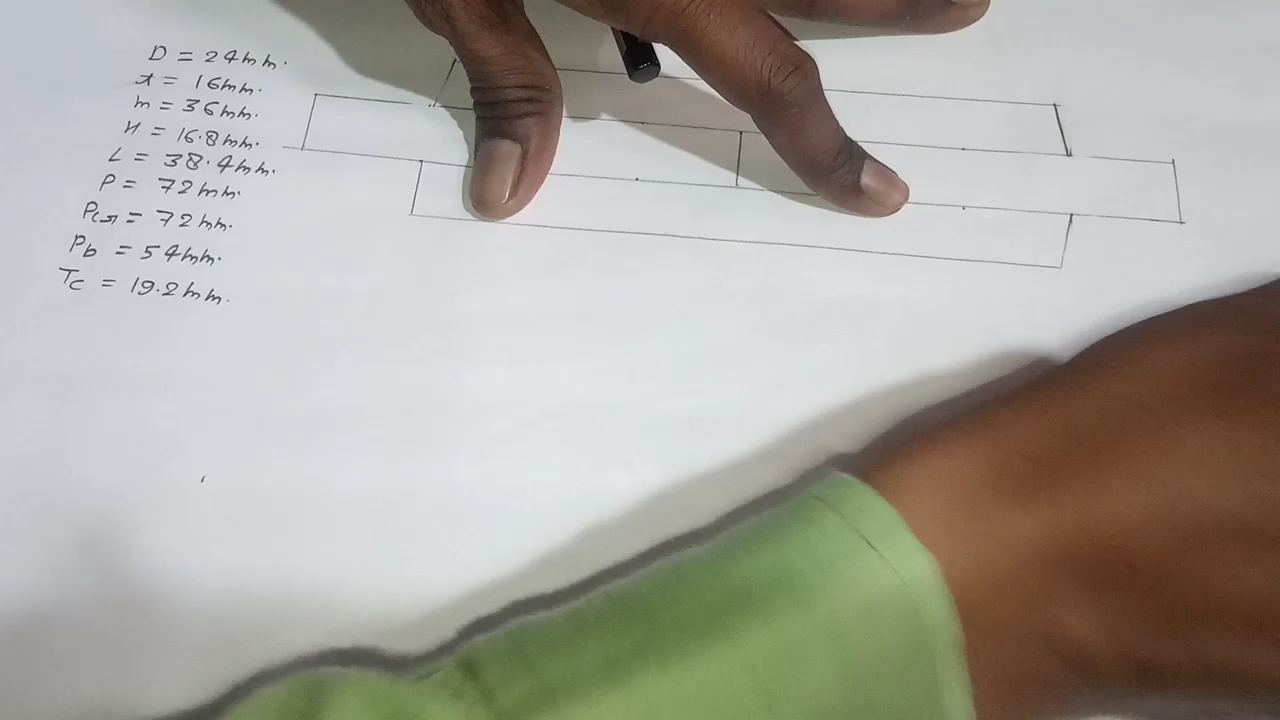 D = 24mm.
t = 16mm.
m = 36mm.
H = 16.8mm.
L = 38.4mm.
P = 72mm.
Pcr = 72mm.
Pb = 54mm.
Tc = 19.2mm.